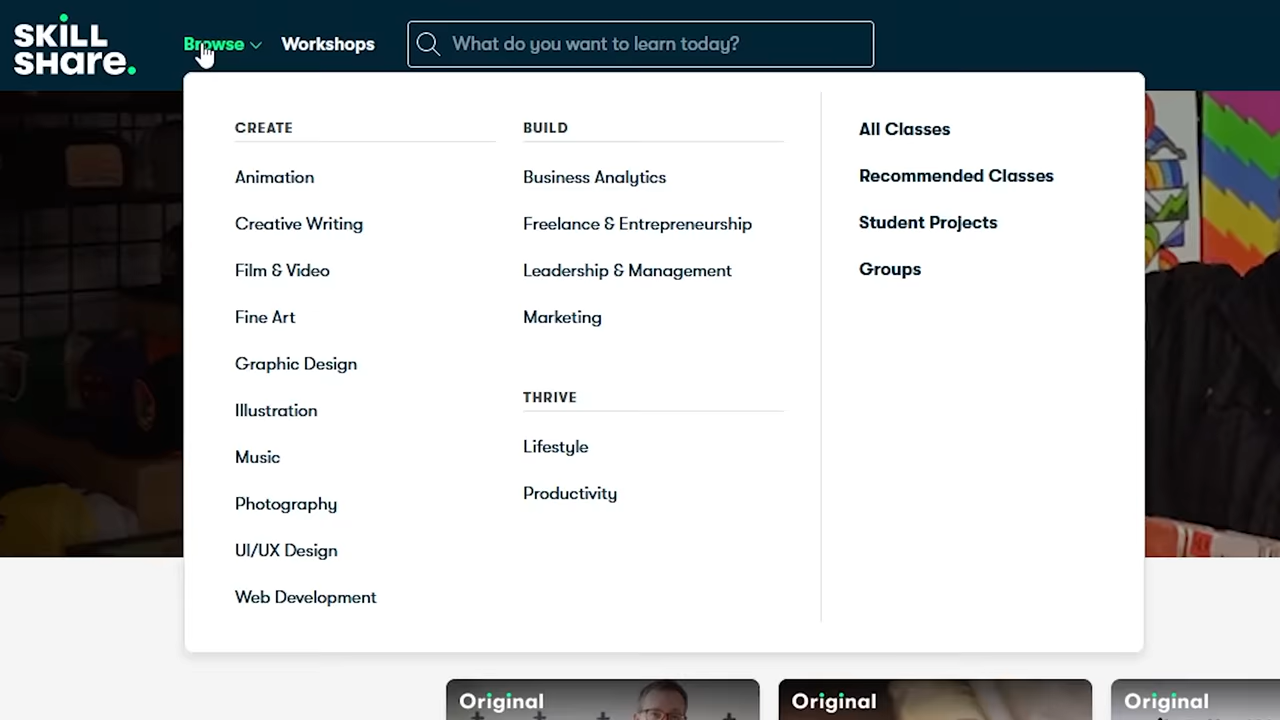 SKILL
SHare.
Browse
Workshops
What do you want to learn today?
CREATE
Animation
Creative Writing
Film & Video
Fine Art
Graphic Design
Illustration
Music
Photography
UI/UX Design
Web Development
BUILD
Business Analytics
Freelance & Entrepreneurship
Leadership & Management
Marketing
THRIVE
Lifestyle
Productivity
All Classes
Recommended Classes
Student Projects
Groups
Original
Original
Original